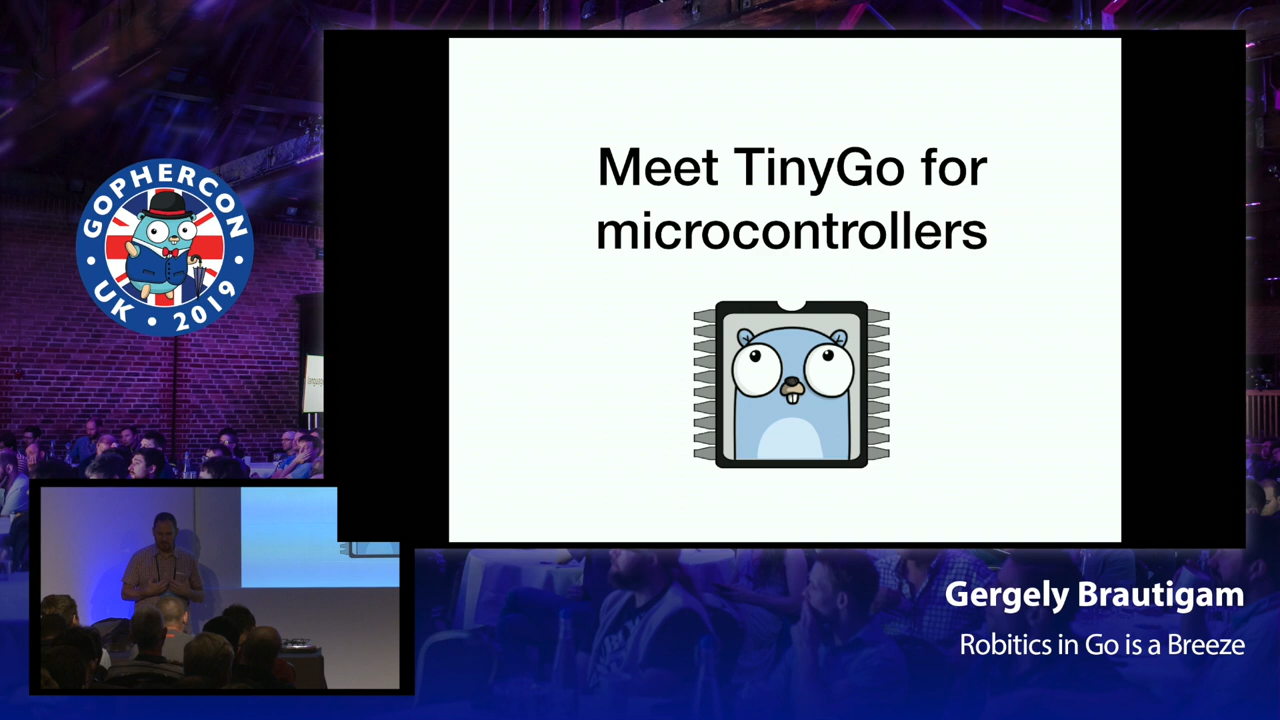 GOPHERCON
UK • 2019
Meet TinyGo for
microcontrollers
Gergely Brautigam
Robitics in Go is a Breeze